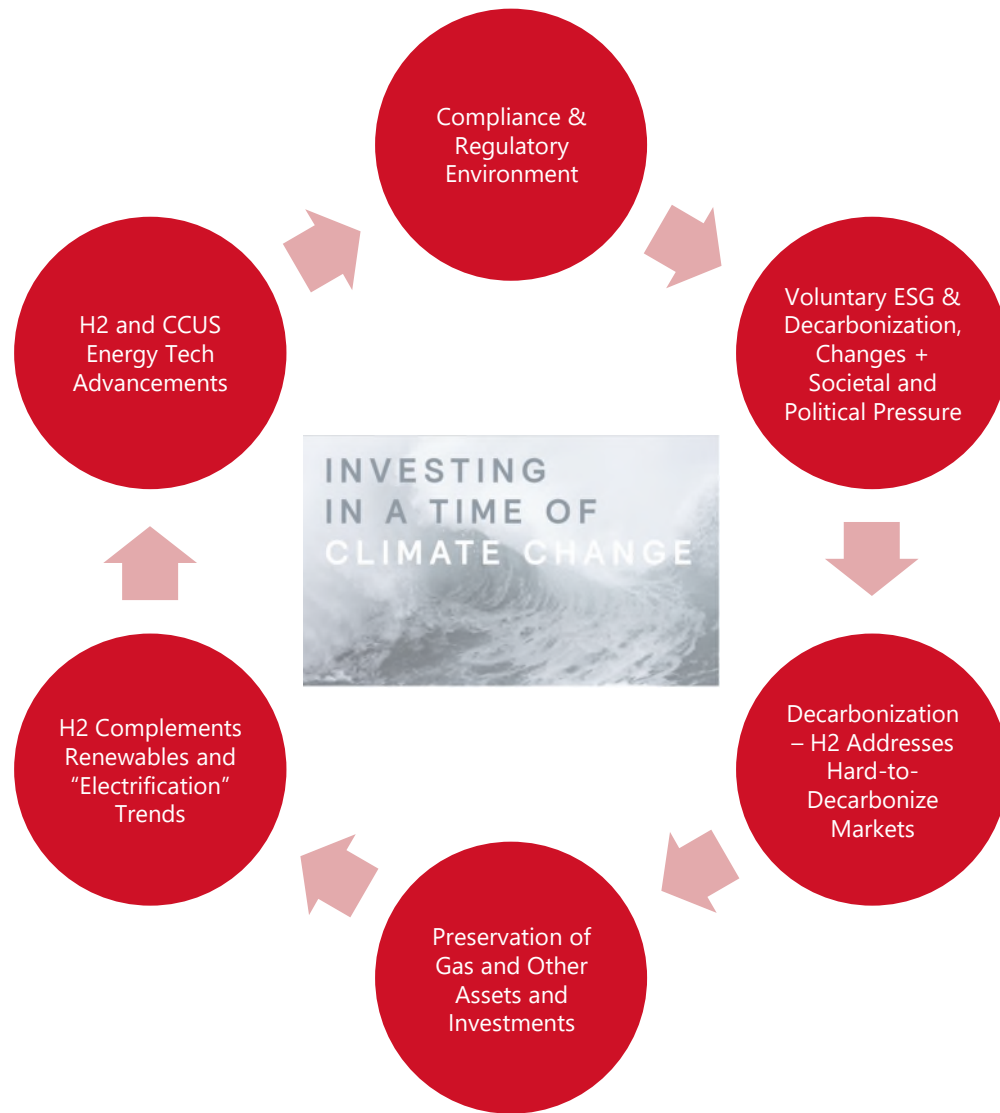 Compliance &
Regulatory
Environment
Voluntary ESG &
Decarbonization,
Changes +
Societal and
Political Pressure
Decarbonization
– H2 Addresses
Hard-to-
Decarbonize
Markets
Preservation of
Gas and Other
Assets and
Investments
H2 Complements
Renewables and
“Electrification”
Trends
H2 and CCUS
Energy Tech
Advancements
INVESTING
IN A TIME OF
CLIMATE CHANGE